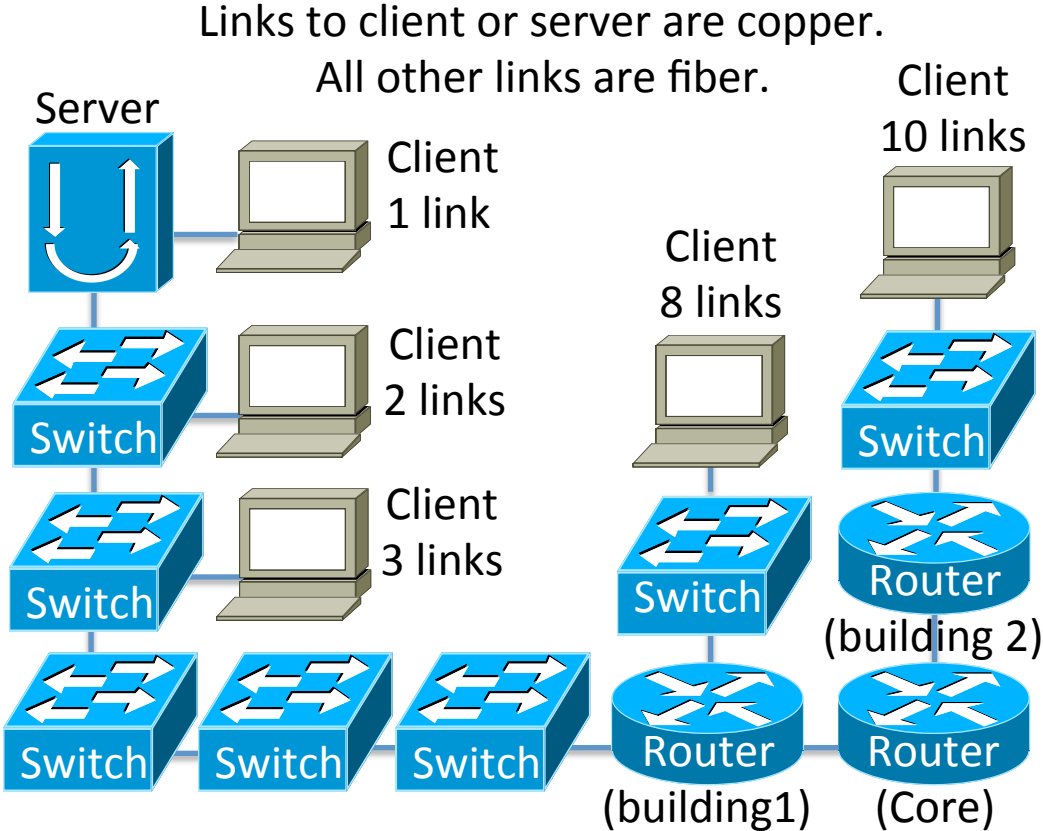 Links to client or server are copper.
All other links are fiber.
Server
Client
1 link
Client
10 links
Client
8 links
Client
2 links
Switch
Switch
Client
3 links
Switch
Switch
Router
(building 2)
Switch
Switch
Switch
Router
(building1)
Router
(Core)